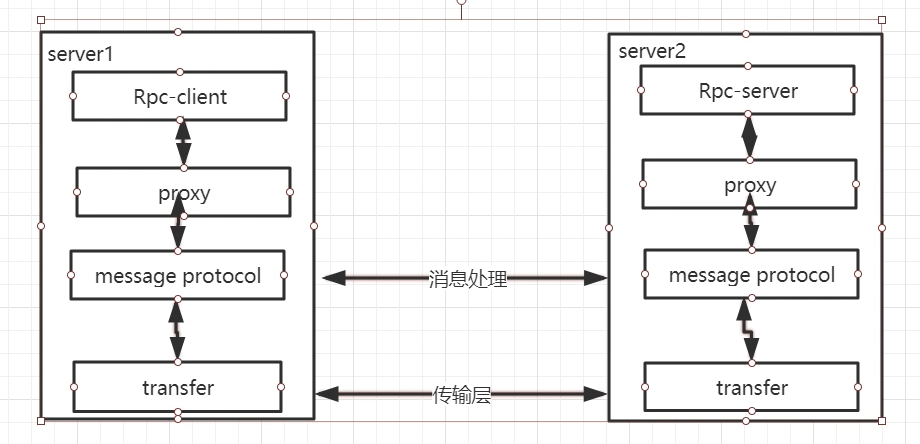 server1
Rpc-client
proxy
message protocol
transfer
消息处理
传输层
server2
Rpc-server
proxy
message protocol
transfer